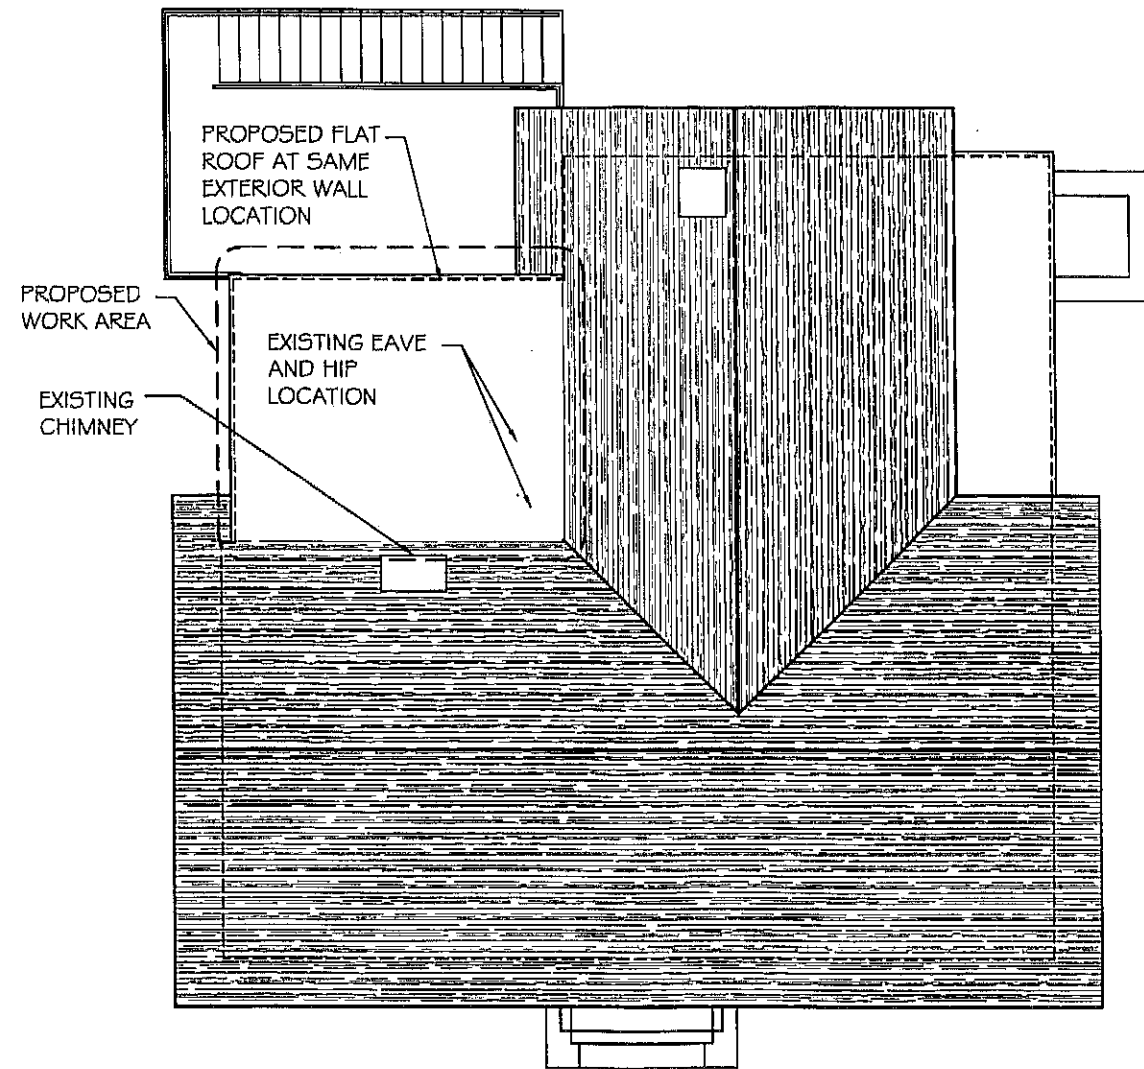 PROPOSED FLAT
ROOF AT SAME
EXTERIOR WALL
LOCATION
PROPOSED
WORK AREA
EXISTING EAVE
AND HIP
LOCATION
EXISTING
CHIMNEY